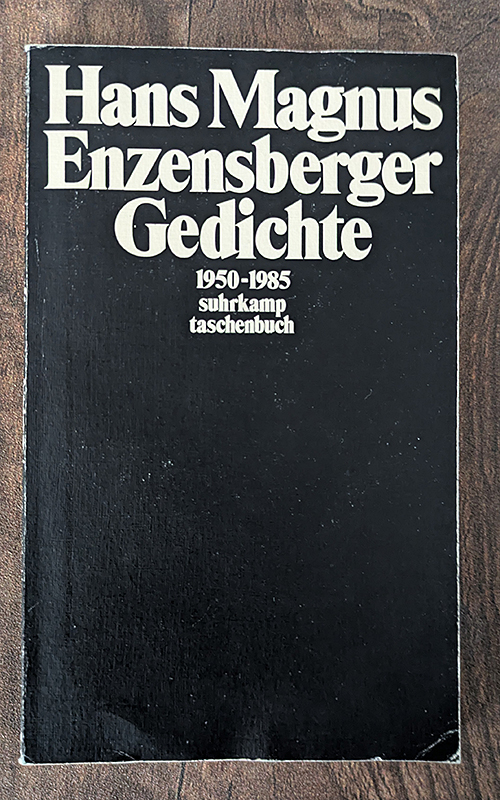 Hans Magnus
Enzensberger
Gedichte
1950-1985
suhrkamp
taschenbuch